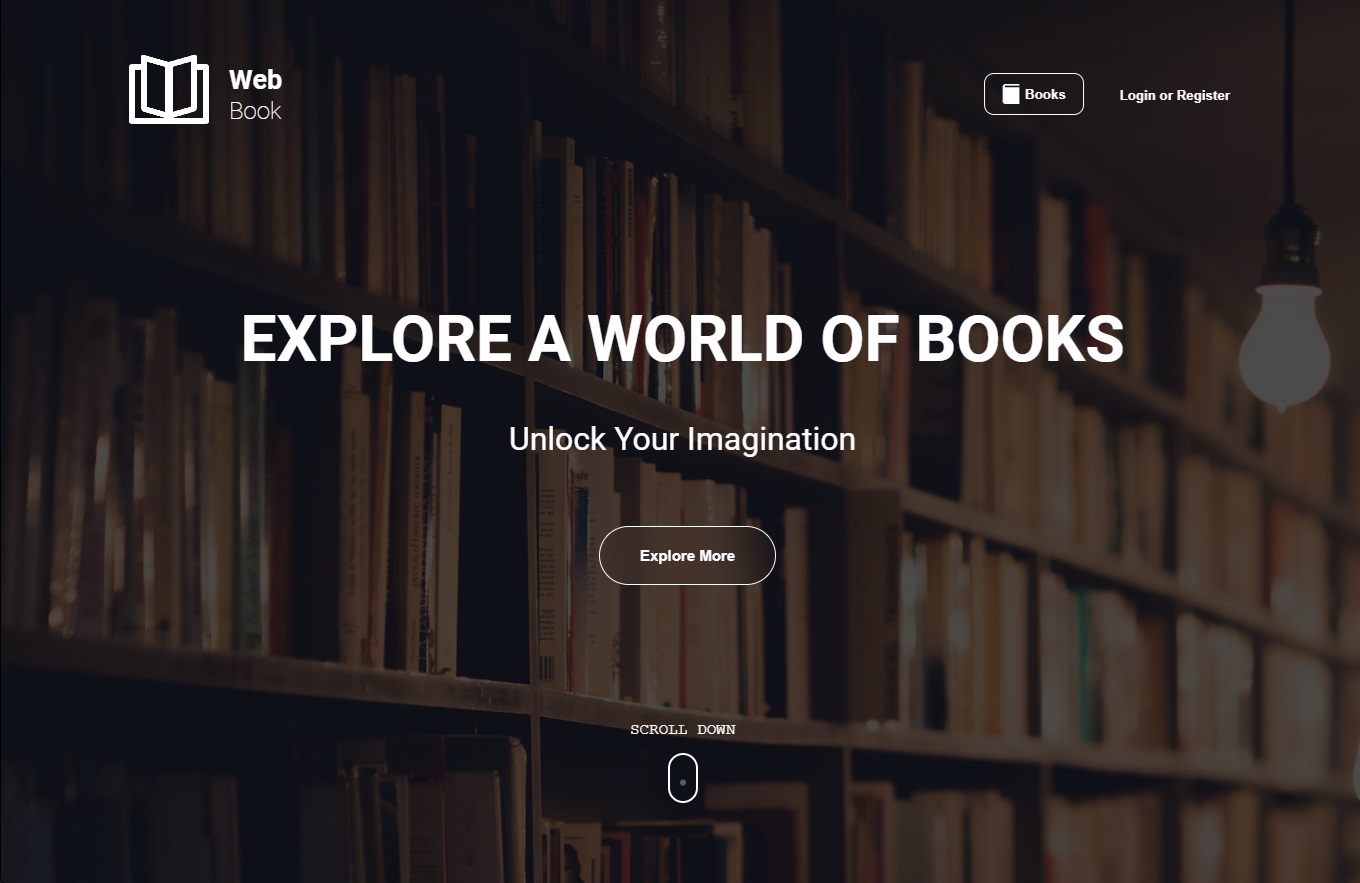 Web
Book
Books
Login or Register
EXPLORE A WORLD OF BOOKS
Unlock Your Imagination
Explore More
SCROLL DOWN